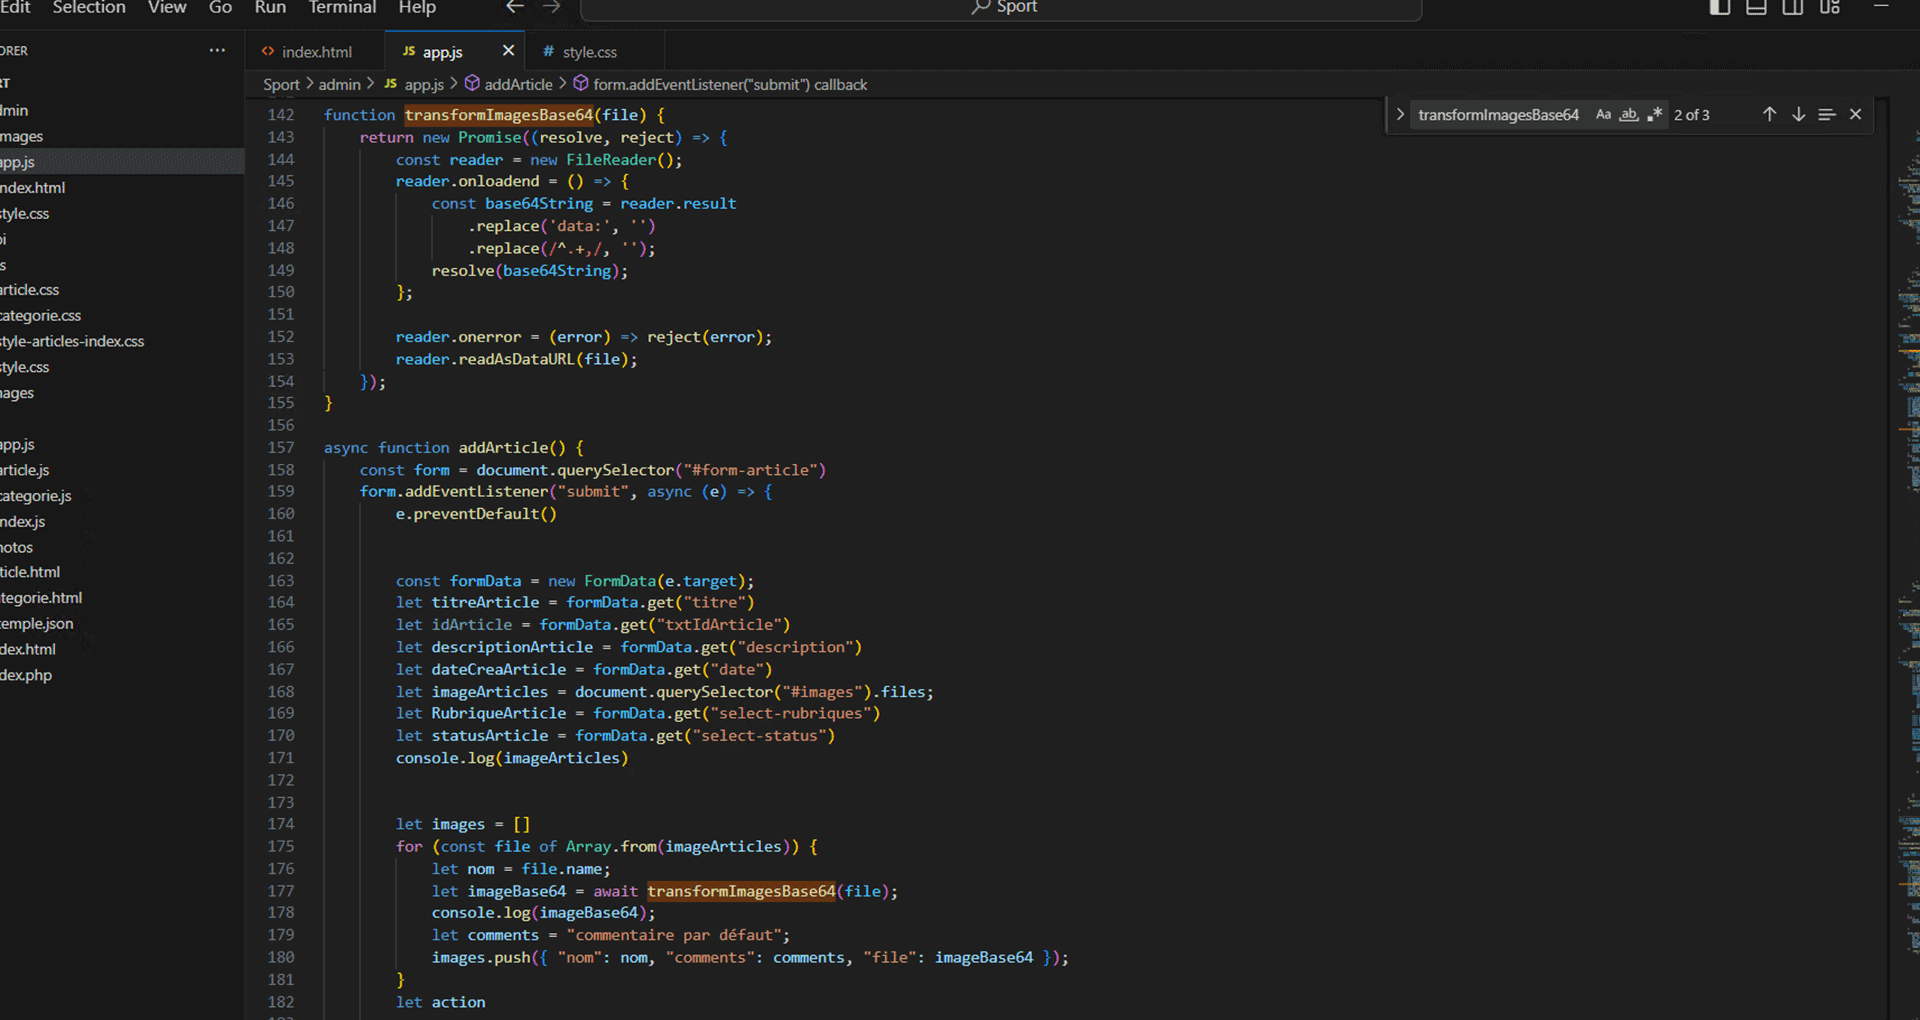 Edit Selection View Go Run Terminal Help ← → Sport
ORER ···
RT
dmin
mages
app.js
ndex.html
style.css
pi
s
article.css
categorie.css
style-articles-index.css
style.css
mages
app.js
article.js
categorie.js
ndex.js
hotos
ticle.html
tegorie.html
temple.json
dex.html
dex.php
<> index.html JS app.js × # style.css
Sport > admin > JS app.js > addArticle > form.addEventListener("submit") callback
transformImagesBase64 Aa ab .* 2 of 3
142 function transformImagesBase64(file) {
143 return new Promise((resolve, reject) => {
144 const reader = new FileReader();
145 reader.onloadend = () => {
146 const base64String = reader.result
147 .replace('data:', '')
148 .replace(/^.+,/, '');
149 resolve(base64String);
150 };
151
152 reader.onerror = (error) => reject(error);
153 reader.readAsDataURL(file);
154 });
155 }
156
157 async function addArticle() {
158 const form = document.querySelector("#form-article")
159 form.addEventListener("submit", async (e) => {
160 e.preventDefault()
161
162
163 const formData = new FormData(e.target);
164 let titreArticle = formData.get("titre")
165 let idArticle = formData.get("txtIdArticle")
166 let descriptionArticle = formData.get("description")
167 let dateCreaArticle = formData.get("date")
168 let imageArticles = document.querySelector("#images").files;
169 let RubriqueArticle = formData.get("select-rubriques")
170 let statusArticle = formData.get("select-status")
171 console.log(imageArticles)
172
173
174 let images = []
175 for (const file of Array.from(imageArticles)) {
176 let nom = file.name;
177 let imageBase64 = await transformImagesBase64(file);
178 console.log(imageBase64);
179 let comments = "commentaire par défaut";
180 images.push({ "nom": nom, "comments": comments, "file": imageBase64 });
181 }
182 let action